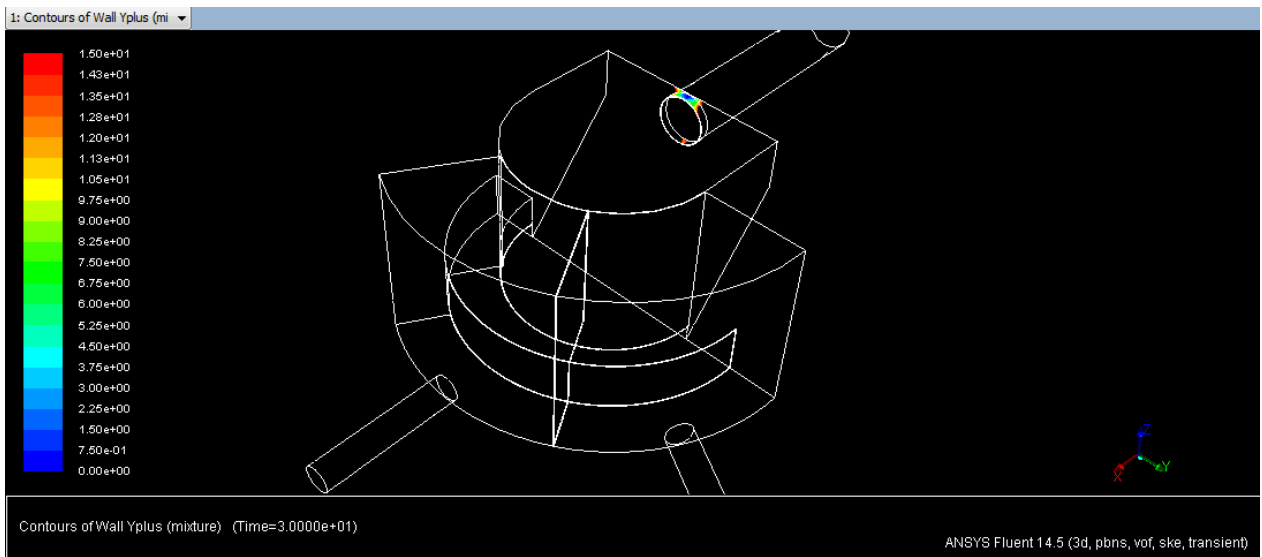 1: Contours of Wall Yplus (mi
1.50e+01
1.43e+01
1.35e+01
1.28e+01
1.20e+01
1.13e+01
1.05e+01
9.75e+00
9.00e+00
8.25e+00
7.50e+00
6.75e+00
6.00e+00
5.25e+00
4.50e+00
3.75e+00
3.00e+00
2.25e+00
1.50e+00
7.50e-01
0.00e+00
Z
X
Y
Contours of Wall Yplus (mixture) (Time=3.0000e+01)
ANSYS Fluent 14.5 (3d, pbns, vof, ske, transient)